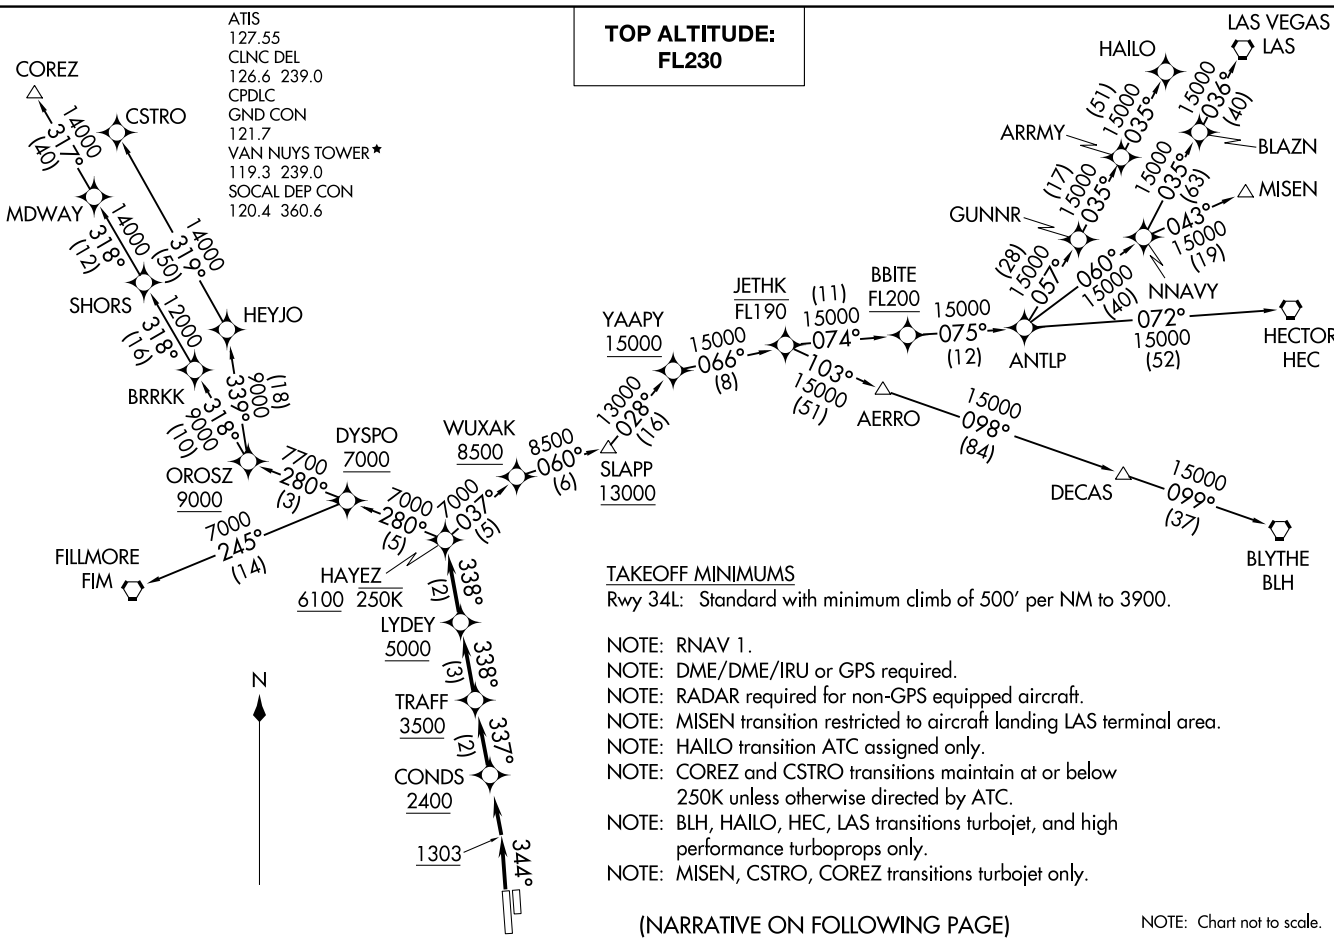 ATIS
127.55
CLNC DEL
126.6 239.0
CPDLC
GND CON
121.7
VAN NUYS TOWER★
119.3 239.0
SOCAL DEP CON
120.4 360.6
TOP ALTITUDE:
FL230
COREZ
14000
317°
(40)
CSTRO
MDWAY
14000
318°
(12)
14000
319°
(50)
SHORS
12000
318°
(16)
HEYJO
BRRKK
9000
318°
(10)
(18)
9000
339°
OROSZ
9000
DYSPO
7000
7700
280°
(3)
7000
245°
(14)
FILLMORE
FIM
7000
280°
(5)
WUXAK
8500
7000
037°
(5)
8500
060°
(6)
SLAPP
13000
13000
028°
(16)
YAAPY
15000
15000
066°
(8)
JETHK
FL190
(11)
15000
074°
BBITE
FL200
15000
075°
(12)
ANTLP
(28)
15000
057°
GUNNR
(17)
15000
035°
ARRMY
(51)
15000
035°
HAILO
LAS VEGAS
LAS
15000
036°
(40)
BLAZN
15000
035°
(63)
MISEN
043°
15000
(19)
060°
15000
(40)
NNAVY
072°
15000
(52)
HECTOR
HEC
103°
15000
(51)
AERRO
15000
098°
(84)
DECAS
15000
099°
(37)
BLYTHE
BLH
HAYEZ
6100 250K
338°
(2)
LYDEY
5000
338°
(3)
TRAFF
3500
337°
(2)
CONDS
2400
1303
344°
N
TAKEOFF MINIMUMS
Rwy 34L: Standard with minimum climb of 500' per NM to 3900.
NOTE: RNAV 1.
NOTE: DME/DME/IRU or GPS required.
NOTE: RADAR required for non-GPS equipped aircraft.
NOTE: MISEN transition restricted to aircraft landing LAS terminal area.
NOTE: HAILO transition ATC assigned only.
NOTE: COREZ and CSTRO transitions maintain at or below
250K unless otherwise directed by ATC.
NOTE: BLH, HAILO, HEC, LAS transitions turbojet, and high
performance turboprops only.
NOTE: MISEN, CSTRO, COREZ transitions turbojet only.
(NARRATIVE ON FOLLOWING PAGE)
NOTE: Chart not to scale.